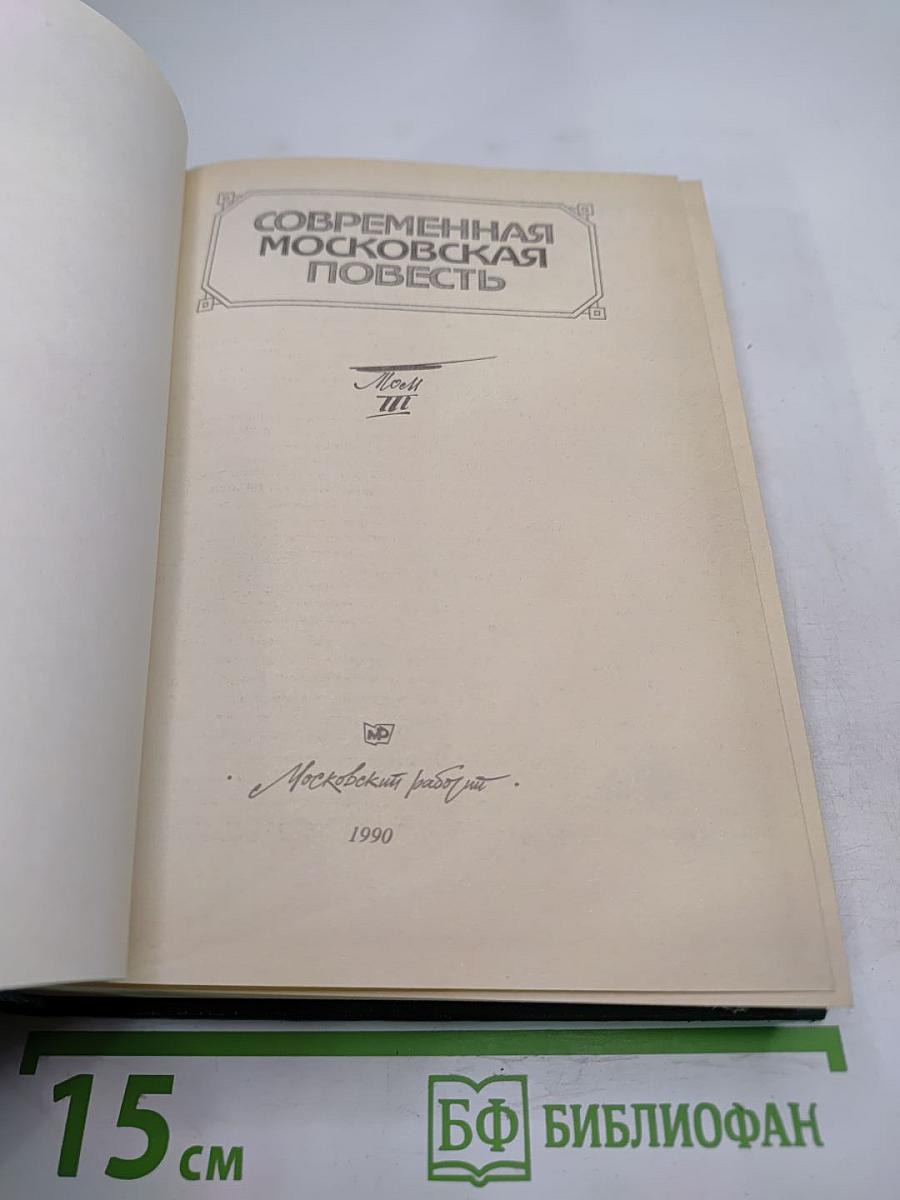 СОВРЕМЕННАЯ
МОСКОВСКАЯ
ПОВЕСТЬ
Том
III
МР
Московский рабочий
1990
15 см
БФ БИБЛИОФАН